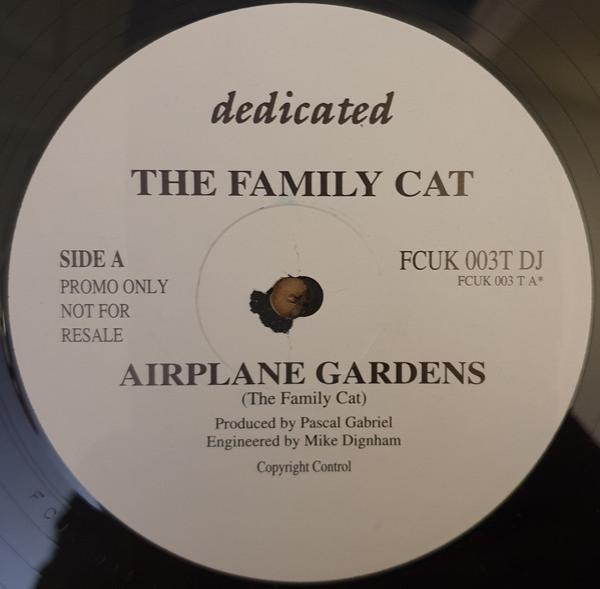 dedicated
THE FAMILY CAT
SIDE A
PROMO ONLY
NOT FOR
RESALE
FCUK 003T DJ
FCUK 003 T A*
AIRPLANE GARDENS
(The Family Cat)
Produced by Pascal Gabriel
Engineered by Mike Dignham
Copyright Control